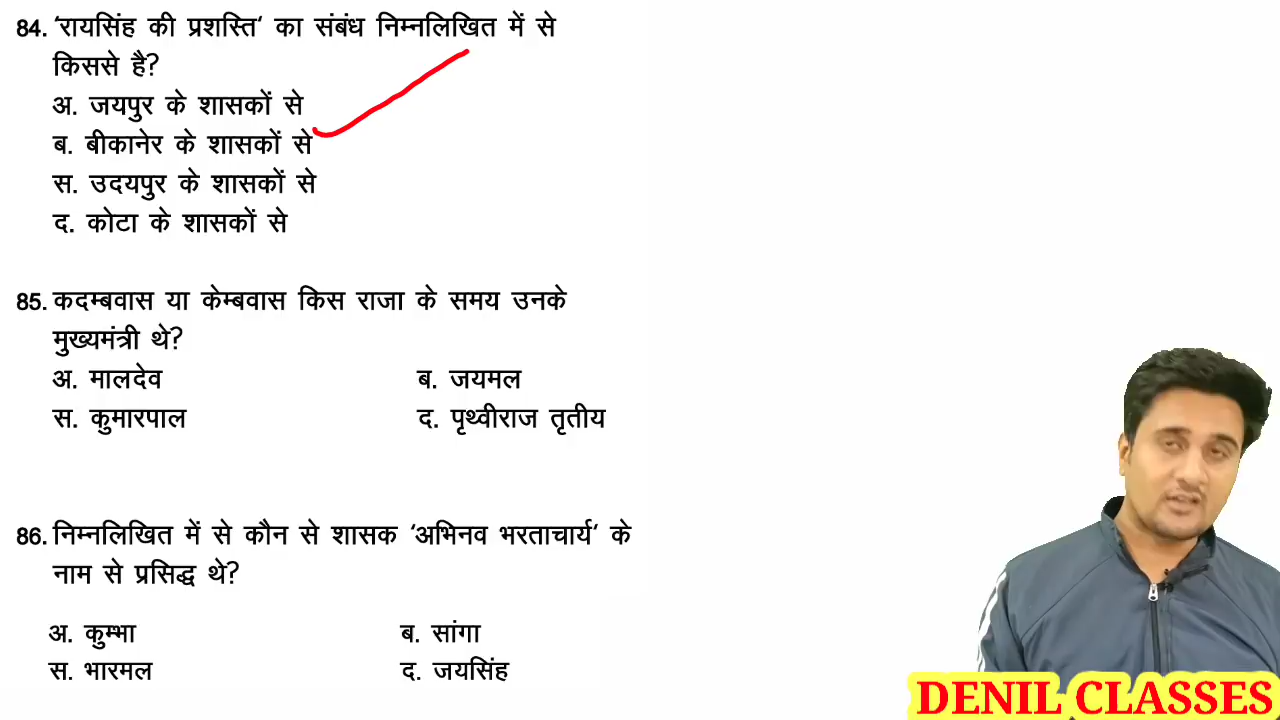 84. ‘रायसिंह की प्रशस्ति‘ का संबंध निम्नलिखित में से
किससे है?
अ. जयपुर के शासकों से
ब. बीकानेर के शासकों से
स. उदयपुर के शासकों से
द. कोटा के शासकों से
85. कदम्बवास या केम्बवास किस राजा के समय उनके
मुख्यमंत्री थे?
अ. मालदेव ब. जयमल
स. कुमारपाल द. पृथ्वीराज तृतीय
86. निम्नलिखित में से कौन से शासक ‘अभिनव भरताचार्य‘ के
नाम से प्रसिद्ध थे?
अ. कुम्भा ब. सांगा
स. भारमल द. जयसिंह
DENIL CLASSES